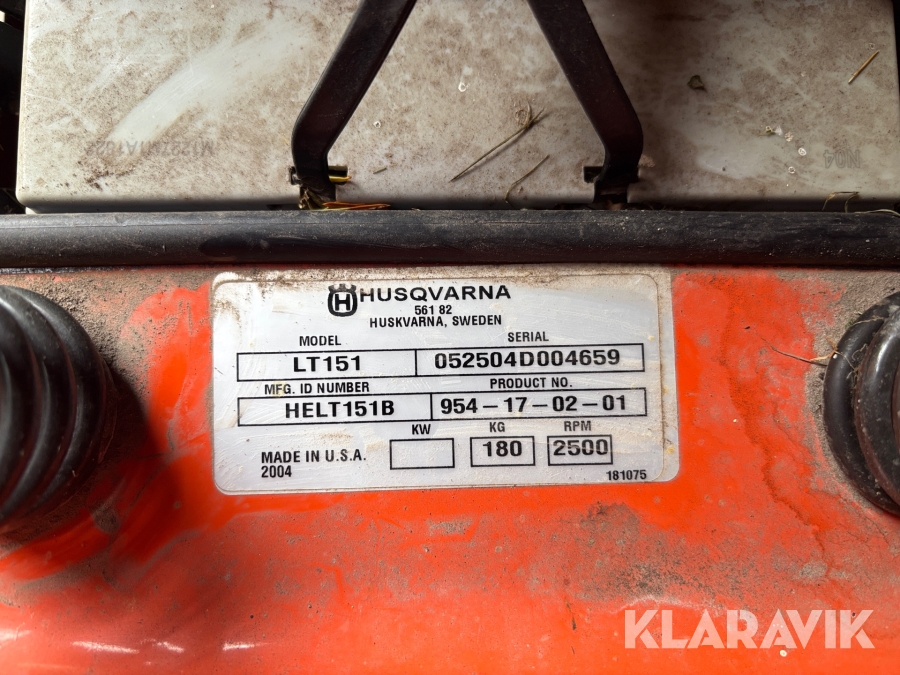 HUSQVARNA
561 82
HUSKVARNA, SWEDEN
MODEL SERIAL
LT151 052504D004659
MFG. ID NUMBER PRODUCT NO.
HELT151B 954-17-02-01
KW KG RPM
180 2500
MADE IN U.S.A.
2004
181075
KLARAVIK